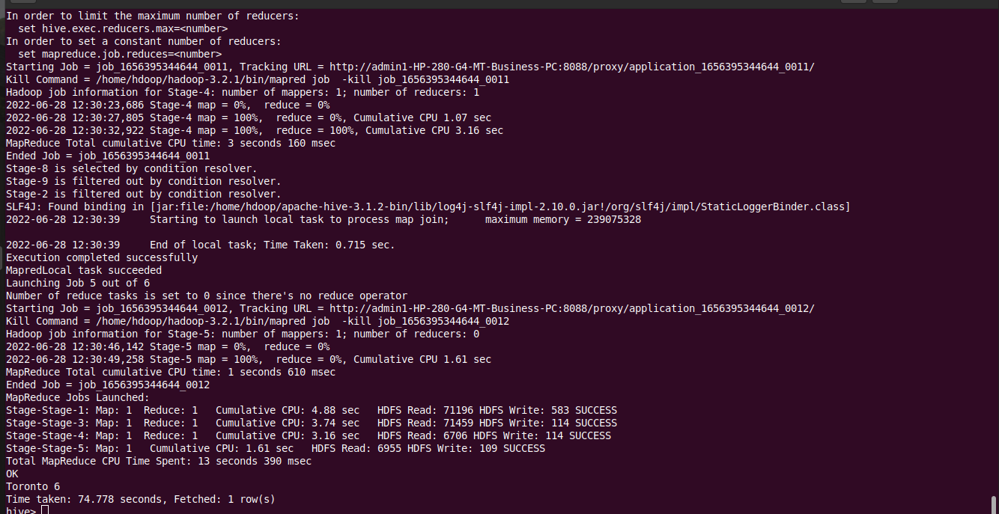 In order to limit the maximum number of reducers:
  set hive.exec.reducers.max=<number>
In order to set a constant number of reducers:
  set mapreduce.job.reduces=<number>
Starting Job = job_1656395344644_0011, Tracking URL = http://admin1-HP-280-G4-MT-Business-PC:8088/proxy/application_1656395344644_0011/
Kill Command = /home/hdoop/hadoop-3.2.1/bin/mapred job  -kill job_1656395344644_0011
Hadoop job information for Stage-4: number of mappers: 1; number of reducers: 1
2022-06-28 12:30:23,686 Stage-4 map = 0%,  reduce = 0%
2022-06-28 12:30:27,805 Stage-4 map = 100%,  reduce = 0%, Cumulative CPU 1.07 sec
2022-06-28 12:30:32,922 Stage-4 map = 100%,  reduce = 100%, Cumulative CPU 3.16 sec
MapReduce Total cumulative CPU time: 3 seconds 160 msec
Ended Job = job_1656395344644_0011
Stage-8 is selected by condition resolver.
Stage-9 is filtered out by condition resolver.
Stage-2 is filtered out by condition resolver.
SLF4J: Found binding in [jar:file:/home/hdoop/apache-hive-3.1.2-bin/lib/log4j-slf4j-impl-2.10.0.jar!/org/slf4j/impl/StaticLoggerBinder.class]
2022-06-28 12:30:39     Starting to launch local task to process map join;      maximum memory = 239075328
2022-06-28 12:30:39     End of local task; Time Taken: 0.715 sec.
Execution completed successfully
MapredLocal task succeeded
Launching Job 5 out of 6
Number of reduce tasks is set to 0 since there's no reduce operator
Starting Job = job_1656395344644_0012, Tracking URL = http://admin1-HP-280-G4-MT-Business-PC:8088/proxy/application_1656395344644_0012/
Kill Command = /home/hdoop/hadoop-3.2.1/bin/mapred job  -kill job_1656395344644_0012
Hadoop job information for Stage-5: number of mappers: 1; number of reducers: 0
2022-06-28 12:30:46,142 Stage-5 map = 0%,  reduce = 0%
2022-06-28 12:30:49,258 Stage-5 map = 100%,  reduce = 0%, Cumulative CPU 1.61 sec
MapReduce Total cumulative CPU time: 1 seconds 610 msec
Ended Job = job_1656395344644_0012
MapReduce Jobs Launched:
Stage-Stage-1: Map: 1  Reduce: 1   Cumulative CPU: 4.88 sec   HDFS Read: 71196 HDFS Write: 583 SUCCESS
Stage-Stage-3: Map: 1  Reduce: 1   Cumulative CPU: 3.74 sec   HDFS Read: 71459 HDFS Write: 114 SUCCESS
Stage-Stage-4: Map: 1  Reduce: 1   Cumulative CPU: 3.16 sec   HDFS Read: 6706 HDFS Write: 114 SUCCESS
Stage-Stage-5: Map: 1   Cumulative CPU: 1.61 sec   HDFS Read: 6955 HDFS Write: 109 SUCCESS
Total MapReduce CPU Time Spent: 13 seconds 390 msec
OK
Toronto 6
Time taken: 74.778 seconds, Fetched: 1 row(s)
hive>